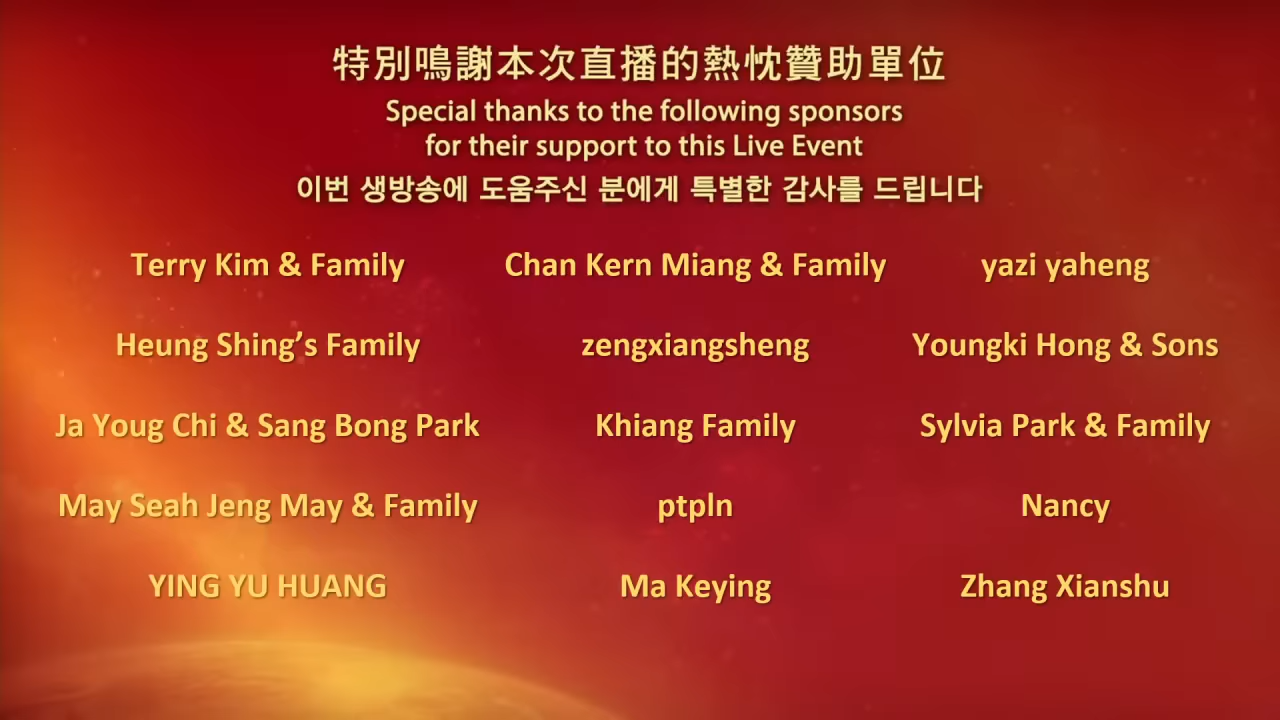 特別鳴謝本次直播的熱忱贊助單位
Special thanks to the following sponsors
for their support to this Live Event
이번 생방송에 도움주신 분에게 특별한 감사를 드립니다
Terry Kim & Family Chan Kern Miang & Family yazi yaheng
Heung Shing’s Family zengxiangsheng Youngki Hong & Sons
Ja Youg Chi & Sang Bong Park Khiang Family Sylvia Park & Family
May Seah Jeng May & Family ptpln Nancy
YING YU HUANG Ma Keying Zhang Xianshu